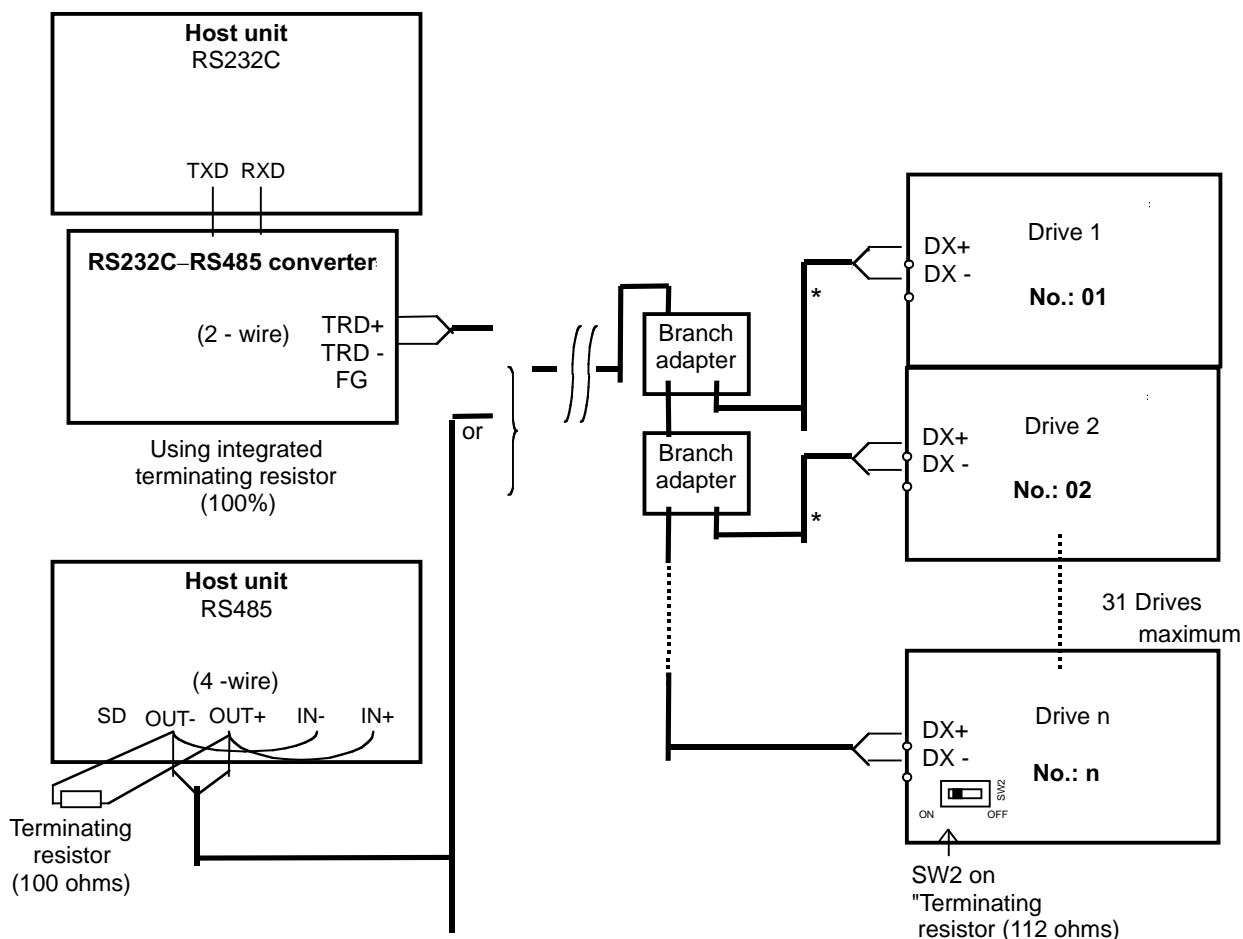 Host unit
RS232C
TXD RXD
RS232C–RS485 converter
(2 - wire)
TRD+
TRD -
FG
Using integrated
terminating resistor
(100%)
or
Host unit
RS485
(4 -wire)
SD OUT- OUT+ IN- IN+
Terminating
resistor
(100 ohms)
Branch
adapter
*
Branch
adapter
*
DX+
DX -
Drive 1
No.: 01
DX+
DX -
Drive 2
No.: 02
31 Drives
maximum
DX+
DX -
Drive n
No.: n
SW2
ON OFF
SW2 on
"Terminating
resistor (112 ohms)